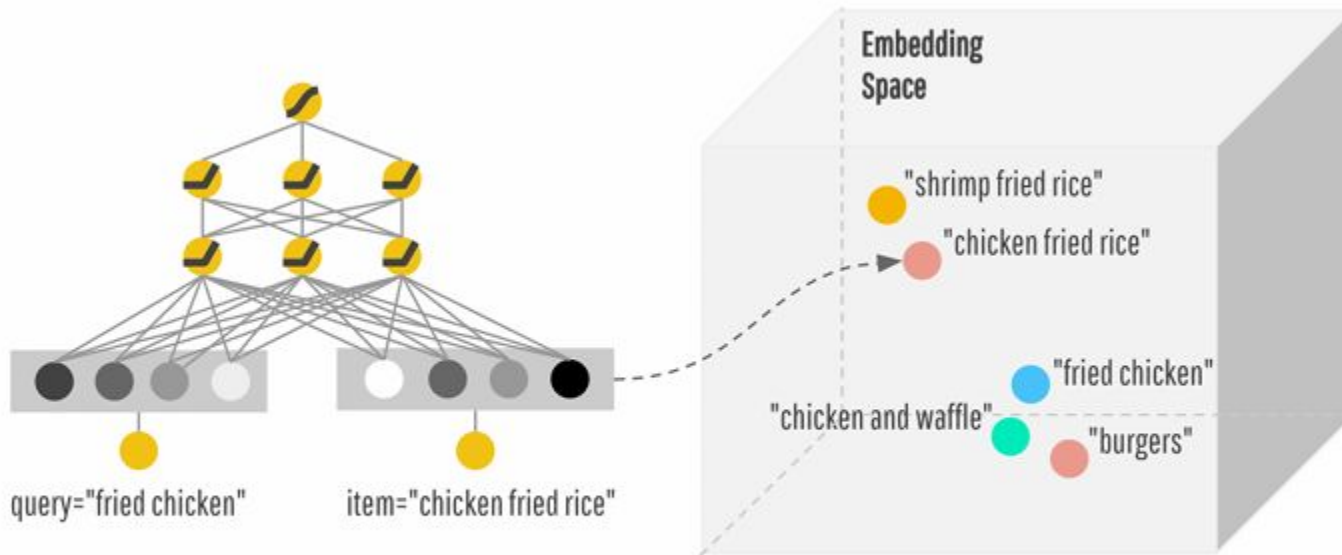 Embedding
Space
"shrimp fried rice"
"chicken fried rice"
"fried chicken"
"chicken and waffle"
"burgers"
query="fried chicken"
item="chicken fried rice"